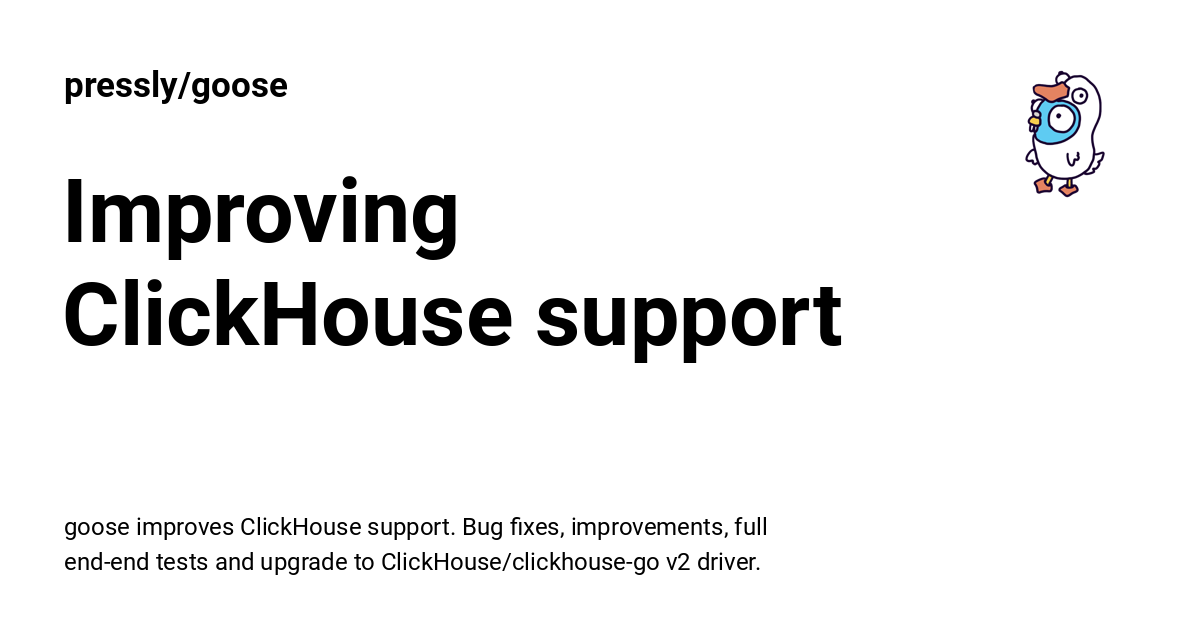 pressly/goose
Improving
ClickHouse support
goose improves ClickHouse support. Bug fixes, improvements, full
end-end tests and upgrade to ClickHouse/clickhouse-go v2 driver.